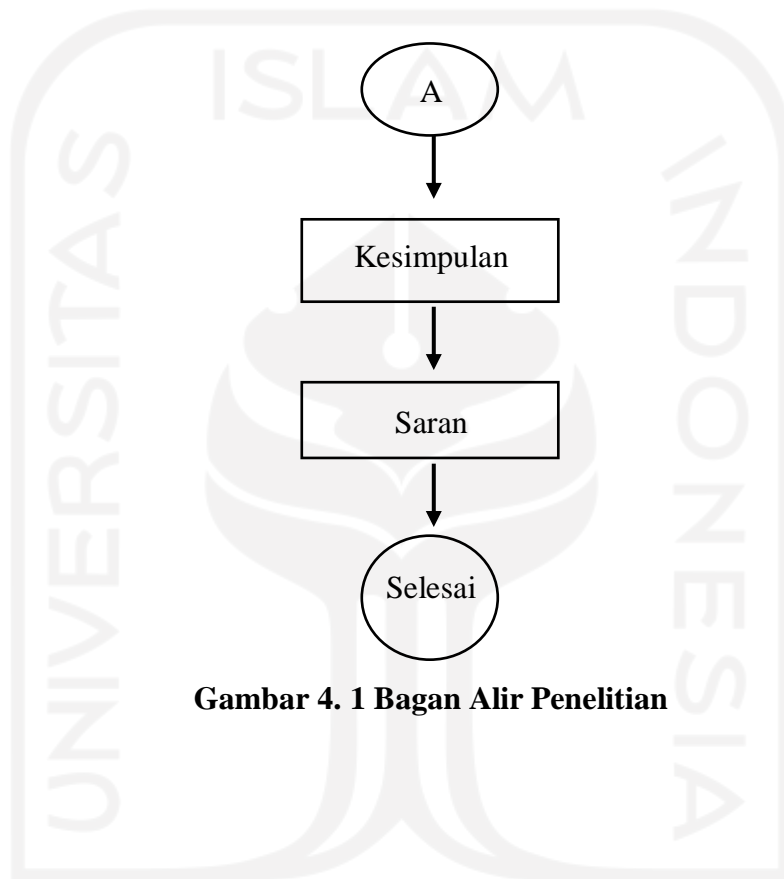 ISLAM
UNIVERSITAS
INDONESIA
A
Kesimpulan
Saran
Selesai
Gambar 4. 1 Bagan Alir Penelitian